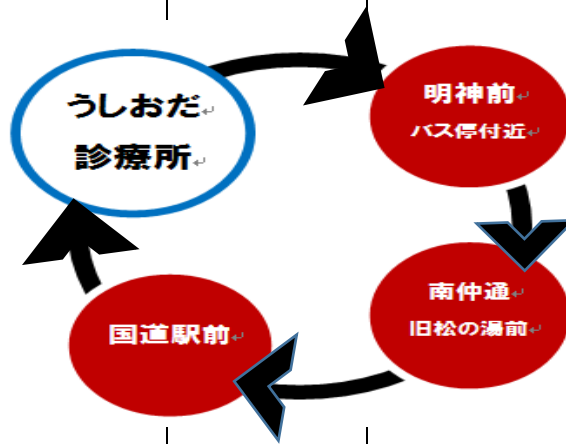 うしおだ
診療所
明神前
バス停付近
南仲通
旧松の湯前
国道駅前